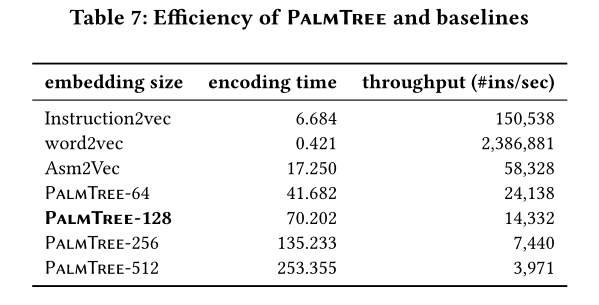 Table 7: Efficiency of PalmTree and baselines
embedding size encoding time throughput (#ins/sec)
Instruction2vec 6.684 150,538
word2vec 0.421 2,386,881
Asm2Vec 17.250 58,328
PalmTree-64 41.682 24,138
PalmTree-128 70.202 14,332
PalmTree-256 135.233 7,440
PalmTree-512 253.355 3,971